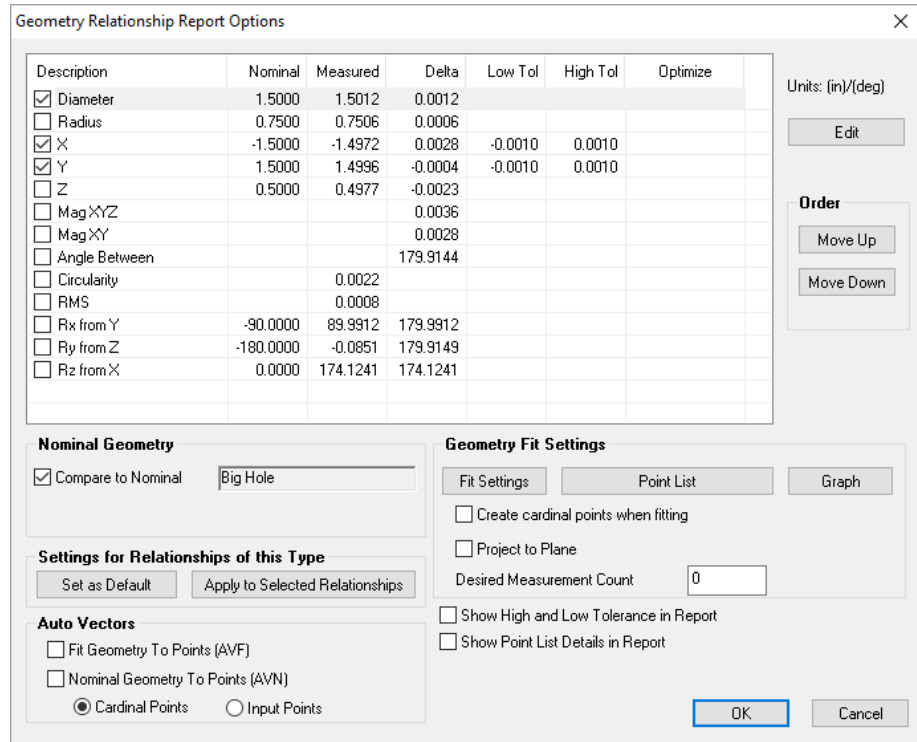 Geometry Relationship Report Options
Description Nominal Measured Delta Low Tol High Tol Optimize
Diameter 1.5000 1.5012 0.0012
Radius 0.7500 0.7506 0.0006
X -1.5000 -1.4972 0.0028 -0.0010 0.0010
Y 1.5000 1.4996 -0.0004 -0.0010 0.0010
Z 0.5000 0.4977 -0.0023
Mag XYZ 0.0036
Mag XY 0.0028
Angle Between 179.9144
Circularity 0.0022
RMS 0.0008
Rx from Y -90.0000 89.9912 179.9912
Ry from Z -180.0000 -0.0851 179.9149
Rz from X 0.0000 174.1241 174.1241
Units: (in)/(deg)
Edit
Order
Move Up
Move Down
Nominal Geometry
Compare to Nominal Big Hole
Settings for Relationships of this Type
Set as Default Apply to Selected Relationships
Auto Vectors
Fit Geometry To Points (AVF)
Nominal Geometry To Points (AVN)
Cardinal Points Input Points
Geometry Fit Settings
Fit Settings Point List Graph
Create cardinal points when fitting
Project to Plane
Desired Measurement Count 0
Show High and Low Tolerance in Report
Show Point List Details in Report
OK Cancel